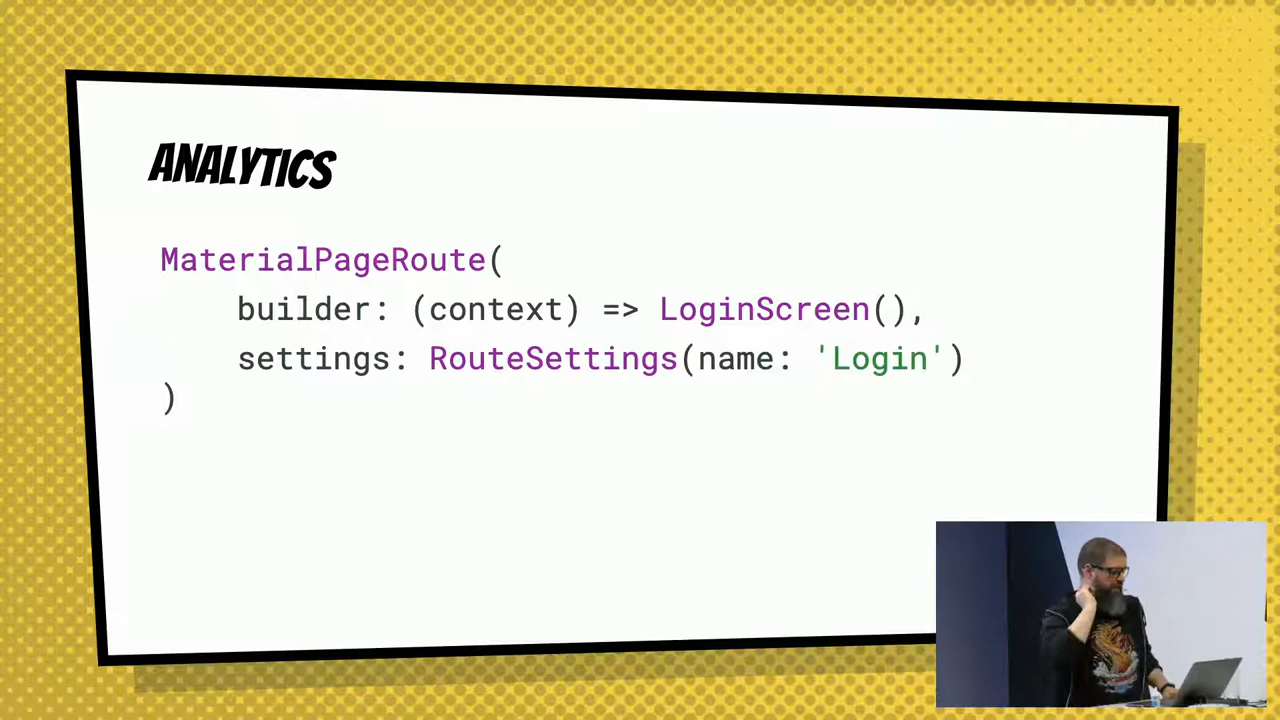 ANALYTICS
MaterialPageRoute(
    builder: (context) => LoginScreen(),
    settings: RouteSettings(name: 'Login')
)